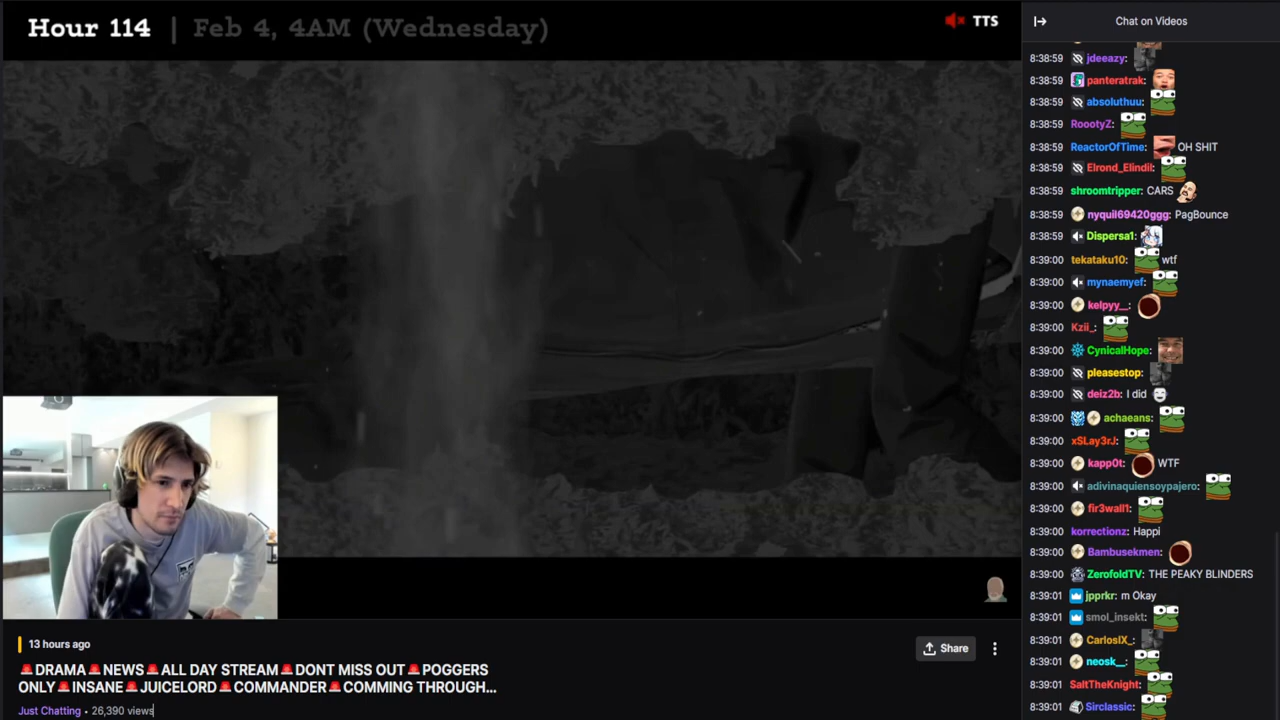 Hour 114 | Feb 4, 4AM (Wednesday)
TTS
Chat on Videos
8:38:59 jdeeazy:
8:38:59 panteratrak:
8:38:59 absoluthuu:
8:38:59 RoootyZ:
8:38:59 ReactorOfTime: OH SHIT
8:38:59 Elrond_Elindil:
8:38:59 shroomtripper: CARS
8:38:59 nyquil69420ggg: PagBounce
8:38:59 Dispersa1:
8:39:00 tekataku10: wtf
8:39:00 mynaemyef:
8:39:00 kelpyy__:
8:39:00 Kzii_:
8:39:00 CynicalHope:
8:39:00 pleasestop:
8:39:00 deiz2b: I did
8:39:00 achaeans:
8:39:00 xSLay3rJ:
8:39:00 kapp0t: WTF
8:39:00 adivinaquiensoypajero:
8:39:00 fir3wall1:
8:39:00 korrectionz: Happi
8:39:00 Bambusekmen:
8:39:00 ZerofoldTV: THE PEAKY BLINDERS
8:39:01 jpprkr: m Okay
8:39:01 smol_insekt:
8:39:01 CarlosIX_:
8:39:01 neosk__:
8:39:01 SaltTheKnight:
8:39:01 Sirclassic:
13 hours ago
Share
🚨DRAMA🚨NEWS🚨ALL DAY STREAM🚨DONT MISS OUT🚨POGGERS
ONLY🚨INSANE🚨JUICELORD🚨COMMANDER🚨COMMING THROUGH...
Just Chatting • 26,390 views